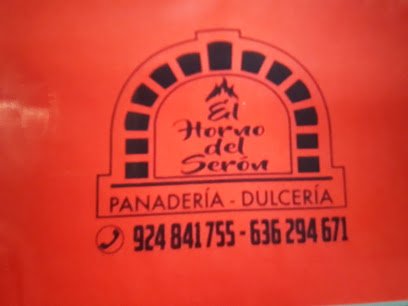 El
Horno
del
Serón
PANADERÍA - DULCERÍA
924 841 755 - 636 294 671